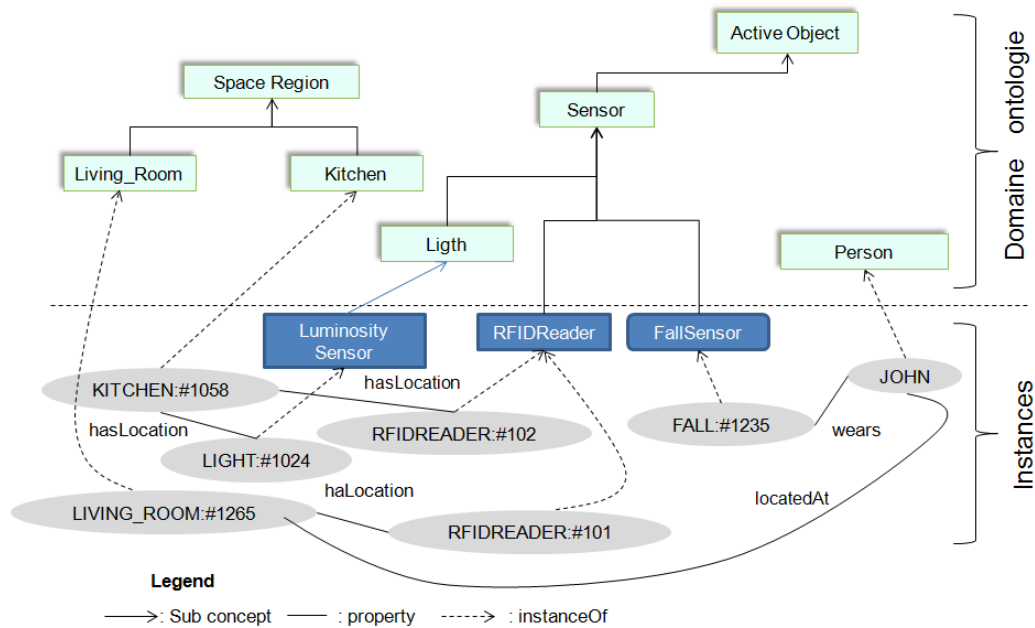 Active Object
Space Region
Sensor
Living_Room
Kitchen
Ligth
Person
Domaine ontologie
Luminosity
Sensor
RFIDReader
FallSensor
KITCHEN:#1058
hasLocation
JOHN
hasLocation
RFIDREADER:#102
FALL:#1235
wears
LIGHT:#1024
haLocation
locatedAt
LIVING_ROOM:#1265
RFIDREADER:#101
Instances
Legend
: Sub concept : property : instanceOf